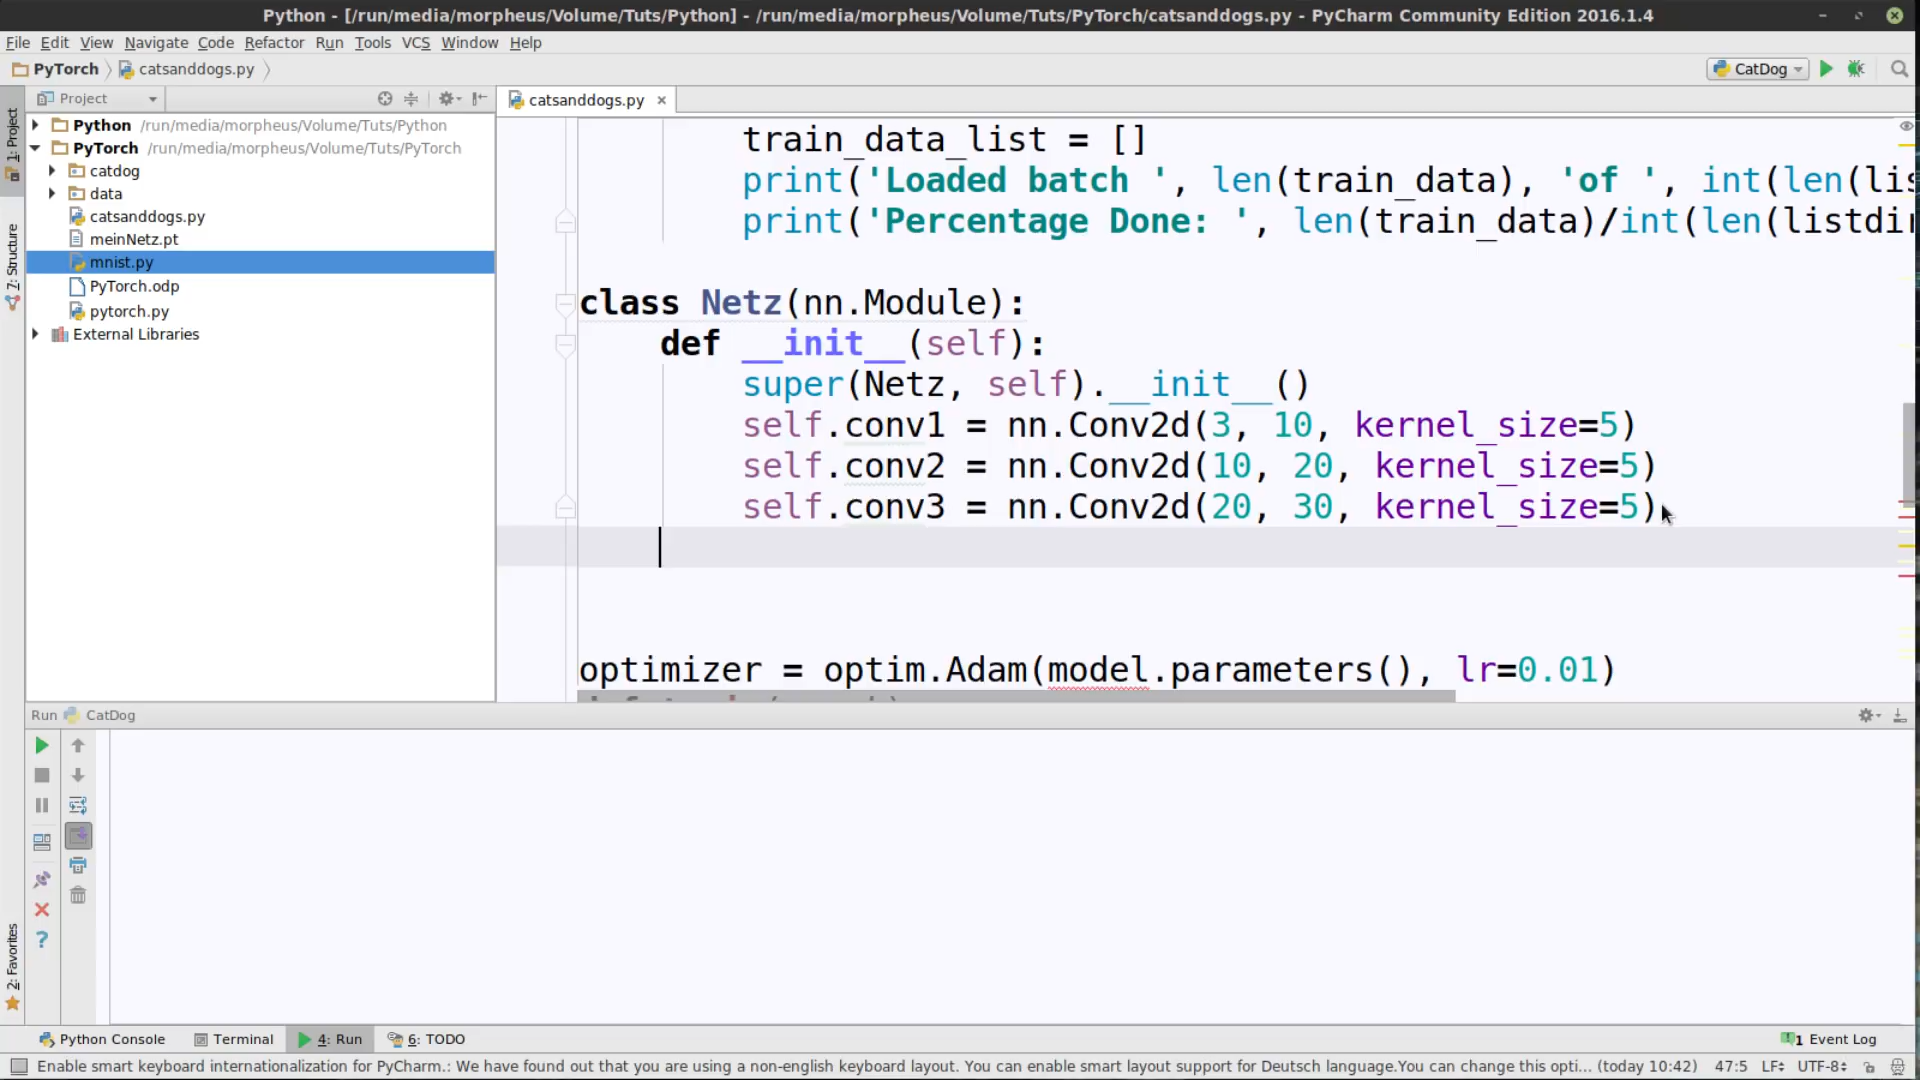 Python - [/run/media/morpheus/Volume/Tuts/Python] - /run/media/morpheus/Volume/Tuts/PyTorch/catsanddogs.py - PyCharm Community Edition 2016.1.4
File Edit View Navigate Code Refactor Run Tools VCS Window Help
PyTorch catsanddogs.py CatDog
Project catsanddogs.py
1: Project
7: Structure
2: Favorites
Python /run/media/morpheus/Volume/Tuts/Python
PyTorch /run/media/morpheus/Volume/Tuts/PyTorch
catdog
data
catsanddogs.py
meinNetz.pt
mnist.py
PyTorch.odp
pytorch.py
External Libraries
train_data_list = []
print('Loaded batch ', len(train_data), 'of ', int(len(lis
print('Percentage Done: ', len(train_data)/int(len(listdir
class Netz(nn.Module):
def __init__(self):
super(Netz, self).__init__()
self.conv1 = nn.Conv2d(3, 10, kernel_size=5)
self.conv2 = nn.Conv2d(10, 20, kernel_size=5)
self.conv3 = nn.Conv2d(20, 30, kernel_size=5)
optimizer = optim.Adam(model.parameters(), lr=0.01)
Run CatDog
Python Console Terminal 4: Run 6: TODO 1 Event Log
Enable smart keyboard internationalization for PyCharm.: We have found out that you are using a non-english keyboard layout. You can enable smart layout support for Deutsch language.You can change this opti... (today 10:42) 47:5 LF UTF-8